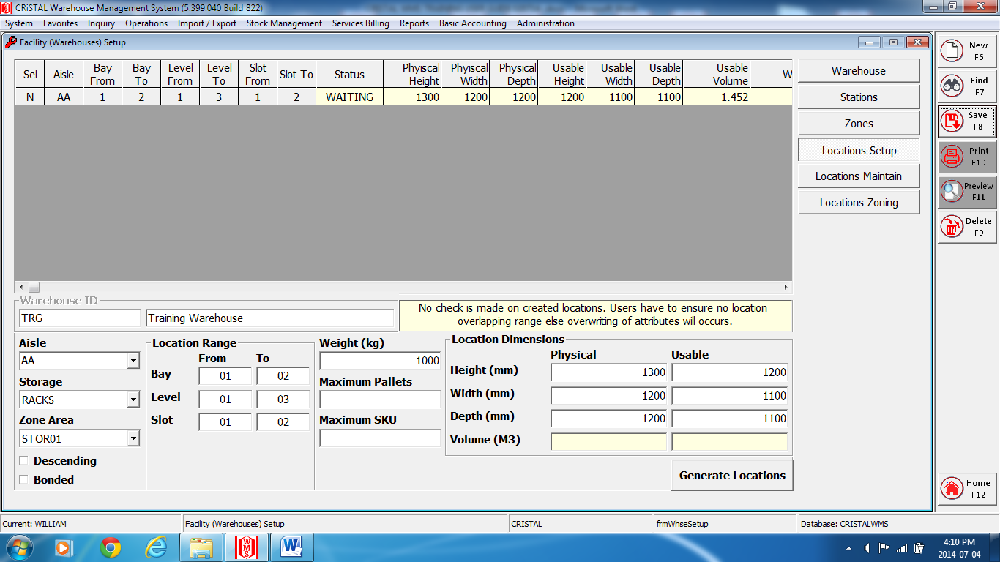 CRiSTAL Warehouse Management System (5.399.040 Build 822)
System Favorites Inquiry Operations Import / Export Stock Management Services Billing Reports Basic Accounting Administration
Facility (Warehouses) Setup
Sel Aisle Bay From Bay To Level From Level To Slot From Slot To Status Phyiscal Height Phyiscal Width Physical Depth Usable Height Usable Width Usable Depth Usable Volume W
N AA 1 2 1 3 1 2 WAITING 1300 1200 1200 1200 1100 1100 1.452
Warehouse
Stations
Zones
Locations Setup
Locations Maintain
Locations Zoning
New F6
Find F7
Save F8
Print F10
Preview F11
Delete F9
Home F12
Warehouse ID
TRG Training Warehouse
No check is made on created locations. Users have to ensure no location
overlapping range else overwriting of attributes will occurs.
Aisle
AA
Storage
RACKS
Zone Area
STOR01
Descending
Bonded
Location Range
From To
Bay 01 02
Level 01 03
Slot 01 02
Weight (kg)
1000
Maximum Pallets
Maximum SKU
Location Dimensions
Physical Usable
Height (mm) 1300 1200
Width (mm) 1200 1100
Depth (mm) 1200 1100
Volume (M3)
Generate Locations
Current: WILLIAM Facility (Warehouses) Setup CRISTAL frmWhseSetup Database: CRISTALWMS
WMS
4:10 PM
2014-07-04